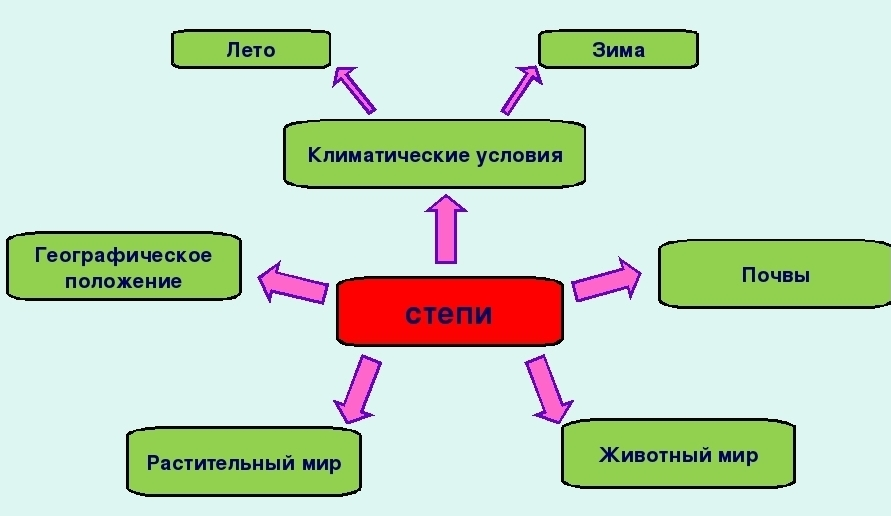 Лето
Зима
Климатические условия
Географическое
положение
Почвы
степи
Растительный мир
Животный мир